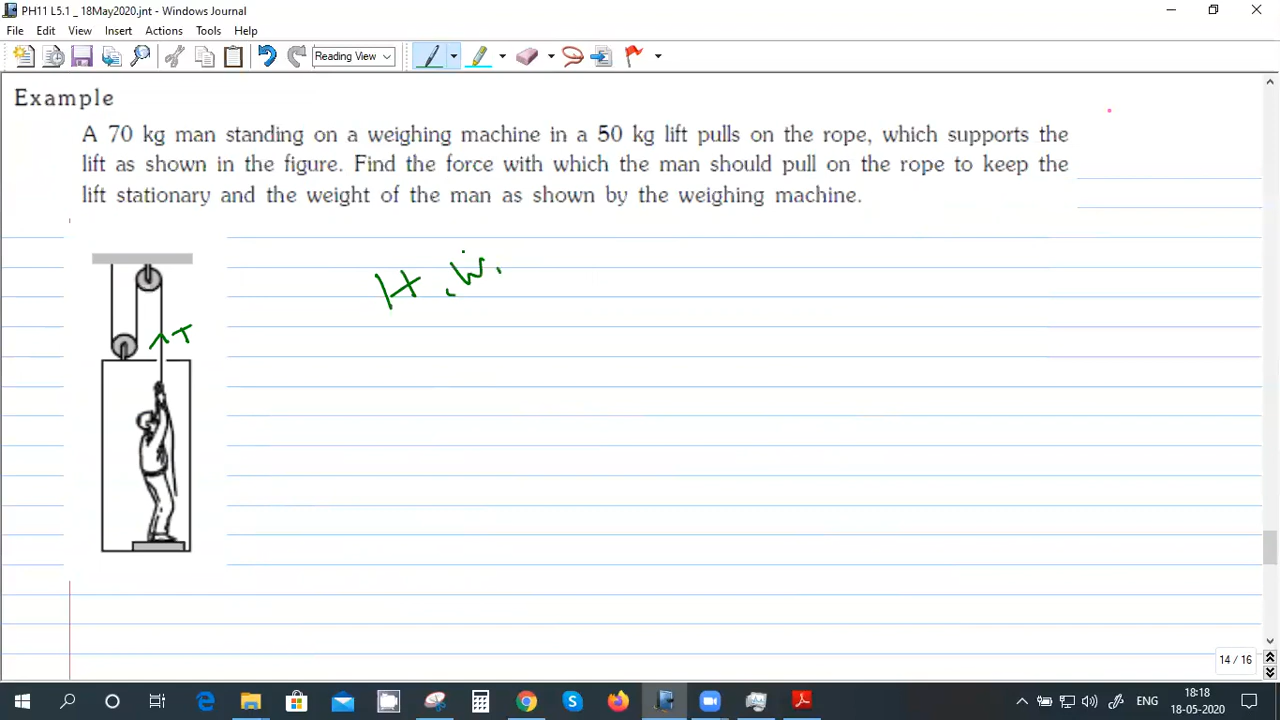 PH11 L5.1 _ 18May2020.jnt - Windows Journal
File Edit View Insert Actions Tools Help
Reading View
Example
A 70 kg man standing on a weighing machine in a 50 kg lift pulls on the rope, which supports the
lift as shown in the figure. Find the force with which the man should pull on the rope to keep the
lift stationary and the weight of the man as shown by the weighing machine.
H.W.
T
14 / 16
ENG
18:18
18-05-2020